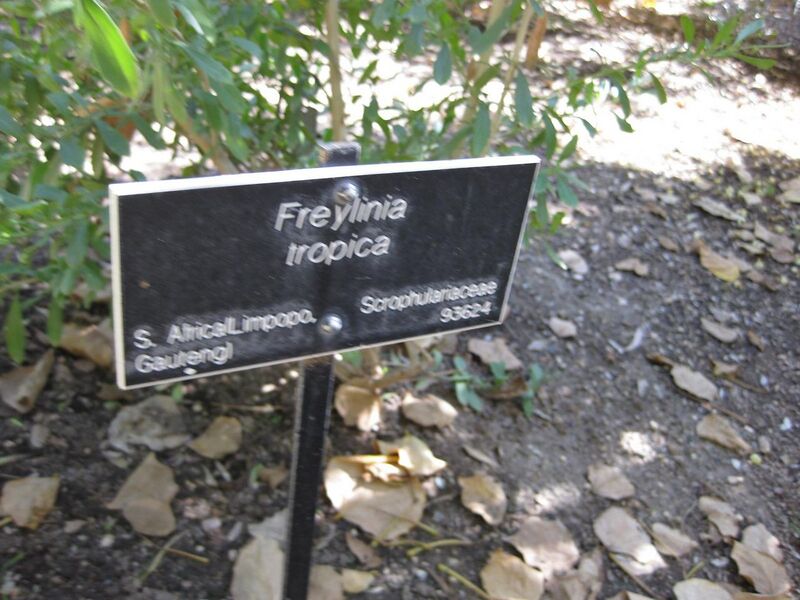 Freylinia
tropica
S. Africa[Limpopo, Scrophulariaceae
Gauteng] 93624